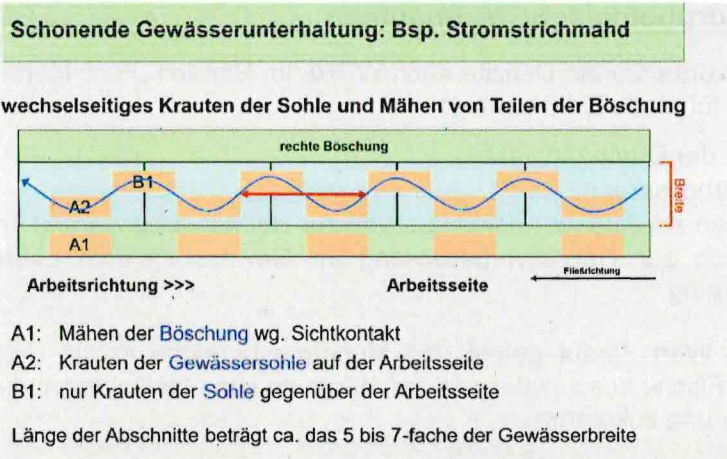 Schonende Gewässerunterhaltung: Bsp. Stromstrichmahd
wechselseitiges Krauten der Sohle und Mähen von Teilen der Böschung
rechte Böschung
B1
A2
Breite
A1
Fließrichtung
Arbeitsrichtung >>> Arbeitsseite
A1: Mähen der Böschung wg. Sichtkontakt
A2: Krauten der Gewässersohle auf der Arbeitsseite
B1: nur Krauten der Sohle gegenüber der Arbeitsseite
Länge der Abschnitte beträgt ca. das 5 bis 7-fache der Gewässerbreite